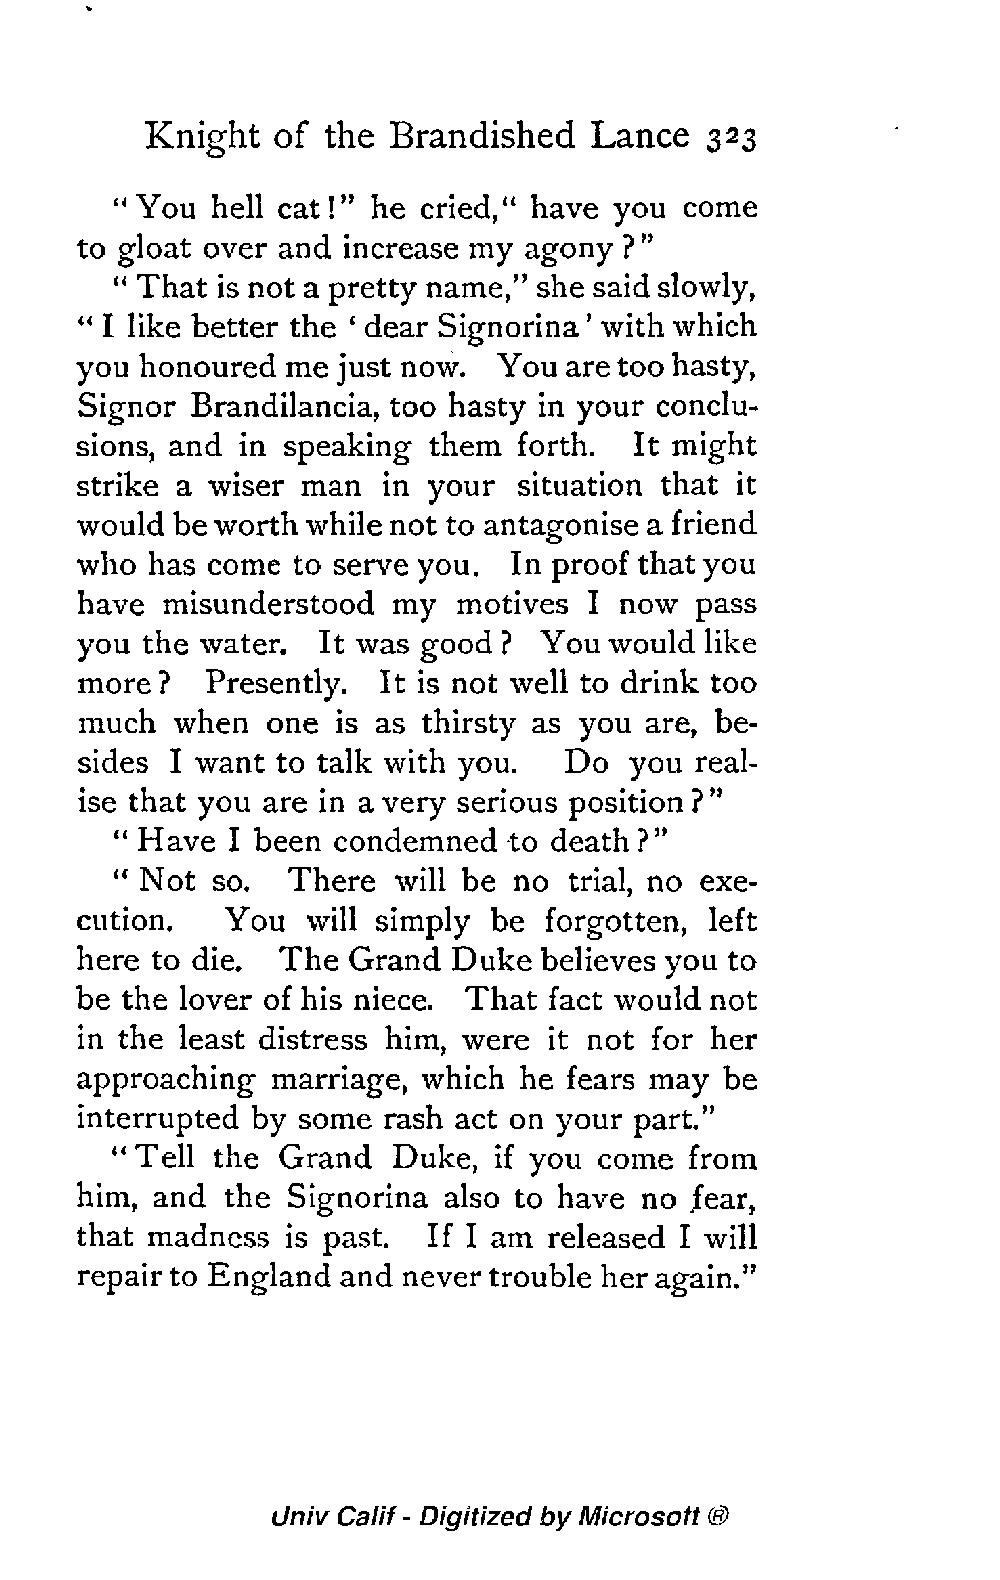 Knight of the Brandished Lance 323
"You hell cat!" he cried," have you come
to gloat over and increase my agony?"
"That is not a pretty name," she said slowly,
"I like better the 'dear Signorina' with which
you honoured me just now. You are too hasty,
Signor Brandilancia, too hasty in your conclu-
sions, and in speaking them forth. It might
strike a wiser man in your situation that it
would be worth while not to antagonise a friend
who has come to serve you. In proof that you
have misunderstood my motives I now pass
you the water. It was good? You would like
more? Presently. It is not well to drink too
much when one is as thirsty as you are, be-
sides I want to talk with you. Do you real-
ise that you are in a very serious position?"
"Have I been condemned to death?"
"Not so. There will be no trial, no exe-
cution. You will simply be forgotten, left
here to die. The Grand Duke believes you to
be the lover of his niece. That fact would not
in the least distress him, were it not for her
approaching marriage, which he fears may be
interrupted by some rash act on your part."
"Tell the Grand Duke, if you come from
him, and the Signorina also to have no fear,
that madness is past. If I am released I will
repair to England and never trouble her again."
Univ Calif - Digitized by Microsoft ®